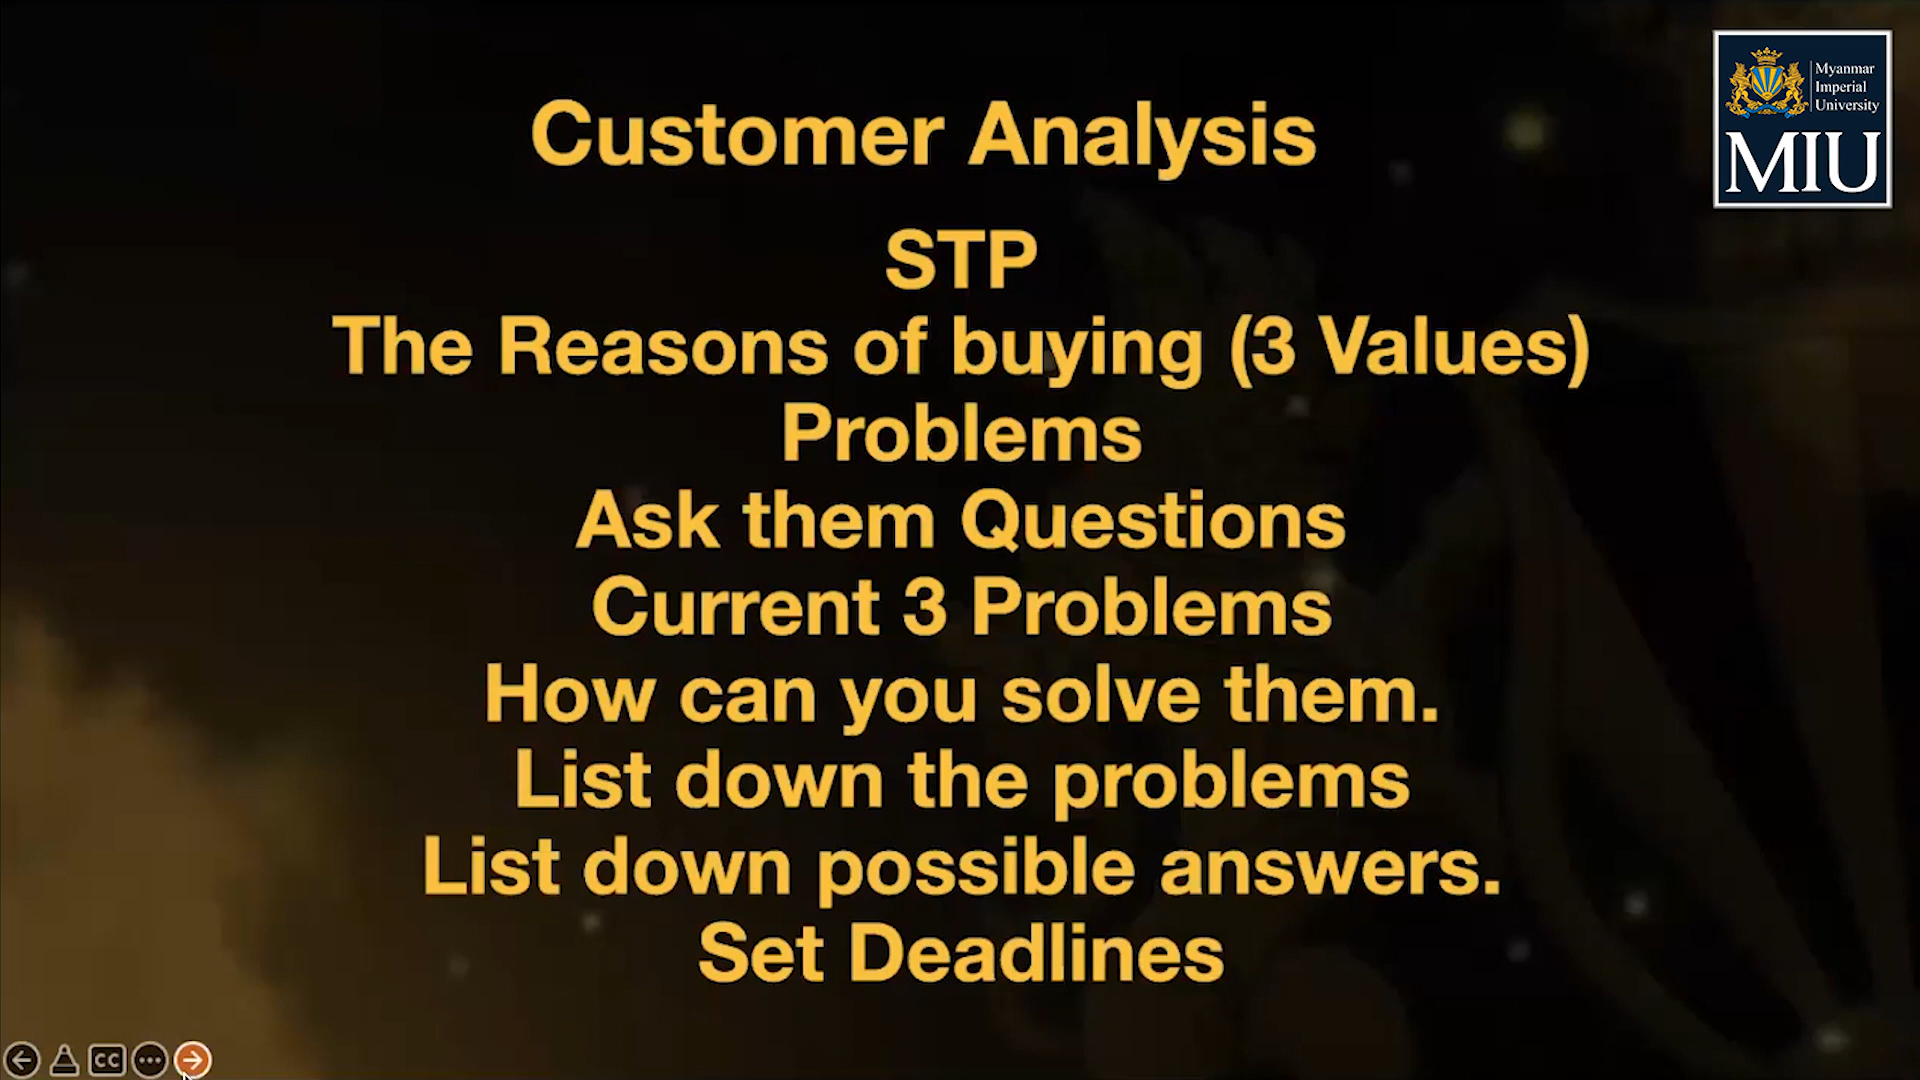 Customer Analysis
Myanmar
Imperial
University
MIU
STP
The Reasons of buying (3 Values)
Problems
Ask them Questions
Current 3 Problems
How can you solve them.
List down the problems
List down possible answers.
Set Deadlines
CC